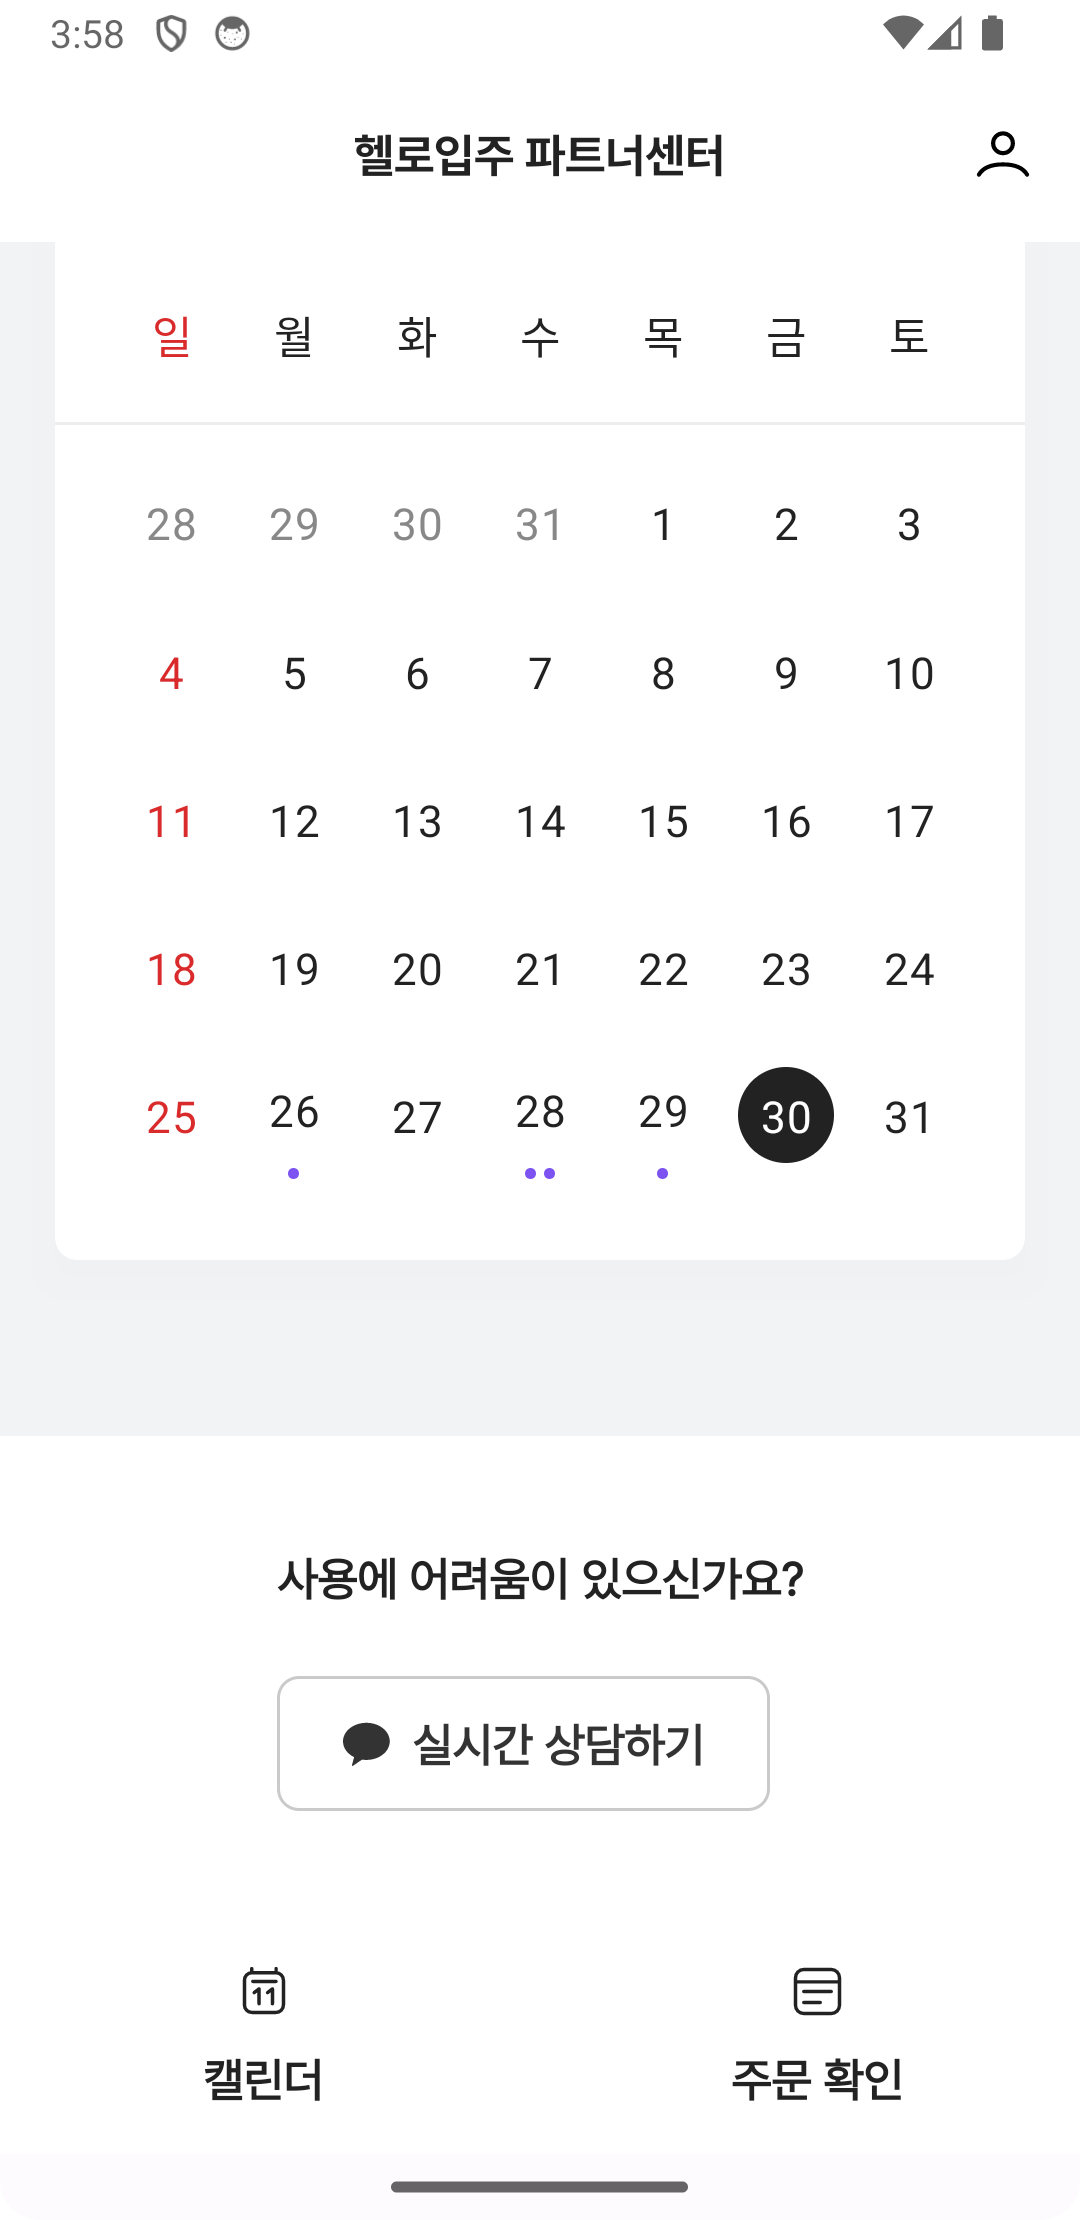 3:58
헬로입주 파트너센터
일 월 화 수 목 금 토
28 29 30 31 1 2 3
4 5 6 7 8 9 10
11 12 13 14 15 16 17
18 19 20 21 22 23 24
25 26 27 28 29 30 31
사용에 어려움이 있으신가요?
실시간 상담하기
11
캘린더 주문 확인